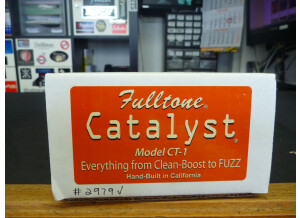 Fulltone®
Catalyst®
Model CT-1
Everything from Clean-Boost to FUZZ
Hand-Built in California
#2979√